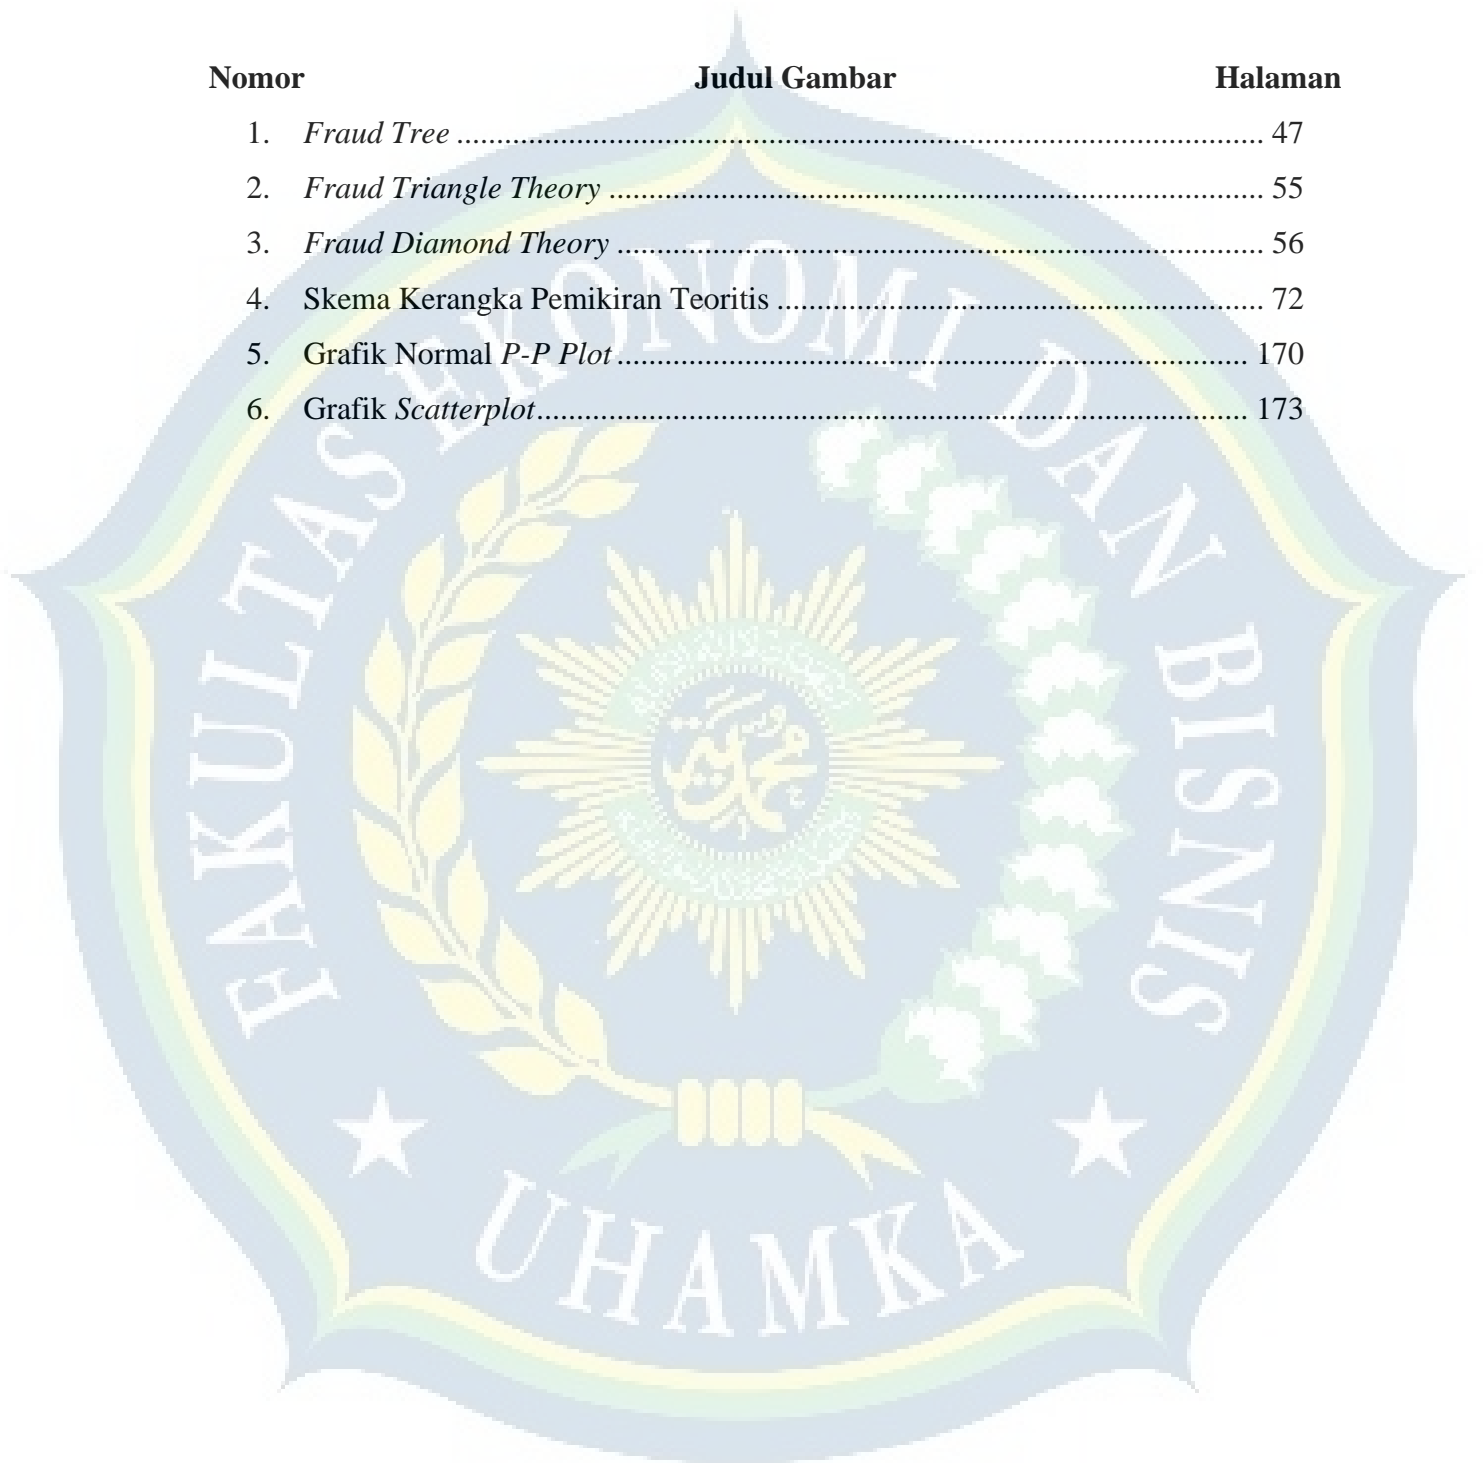 Nomor Judul Gambar Halaman
1. Fraud Tree ........................................................................................................ 47
2. Fraud Triangle Theory .................................................................................... 55
3. Fraud Diamond Theory ................................................................................... 56
4. Skema Kerangka Pemikiran Teoritis .............................................................. 72
5. Grafik Normal P-P Plot ................................................................................ 170
6. Grafik Scatterplot.......................................................................................... 173
FAKULTAS EKONOMI DAN BISNIS
محمدية
UHAMKA